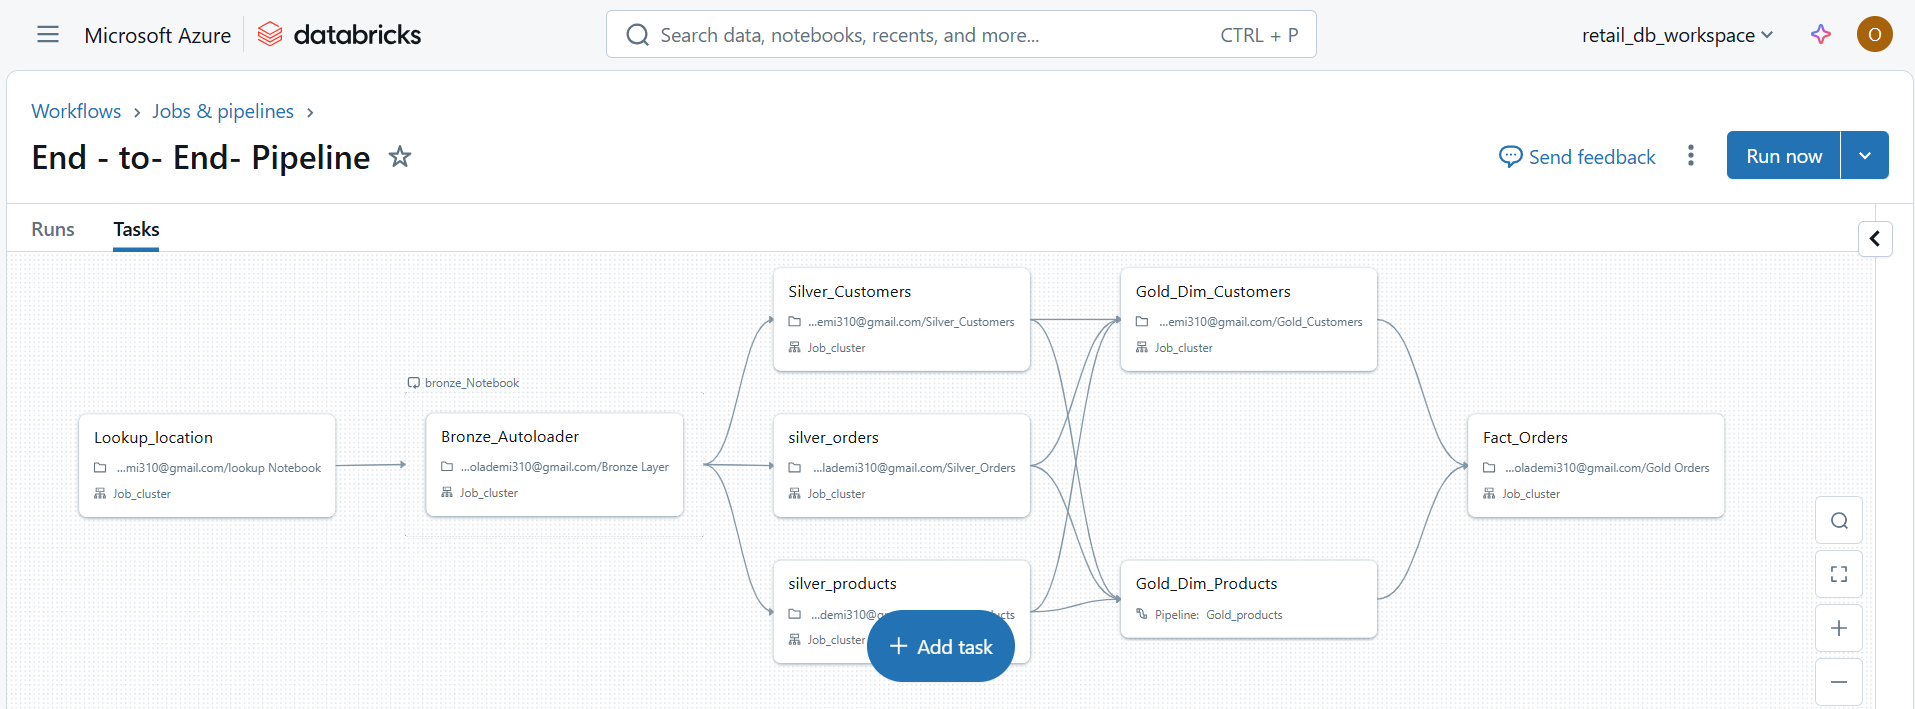 Microsoft Azure databricks
Search data, notebooks, recents, and more... CTRL + P
retail_db_workspace
O
Workflows › Jobs & pipelines ›
End - to- End- Pipeline
Send feedback
Run now
Runs Tasks
Lookup_location
...mi310@gmail.com/lookup Notebook
Job_cluster
bronze_Notebook
Bronze_Autoloader
...olademi310@gmail.com/Bronze Layer
Job_cluster
Silver_Customers
...emi310@gmail.com/Silver_Customers
Job_cluster
silver_orders
...lademi310@gmail.com/Silver_Orders
Job_cluster
silver_products
Job_cluster
+ Add task
Gold_Dim_Customers
...emi310@gmail.com/Gold_Customers
Job_cluster
Gold_Dim_Products
Pipeline: Gold_products
Fact_Orders
...olademi310@gmail.com/Gold Orders
Job_cluster